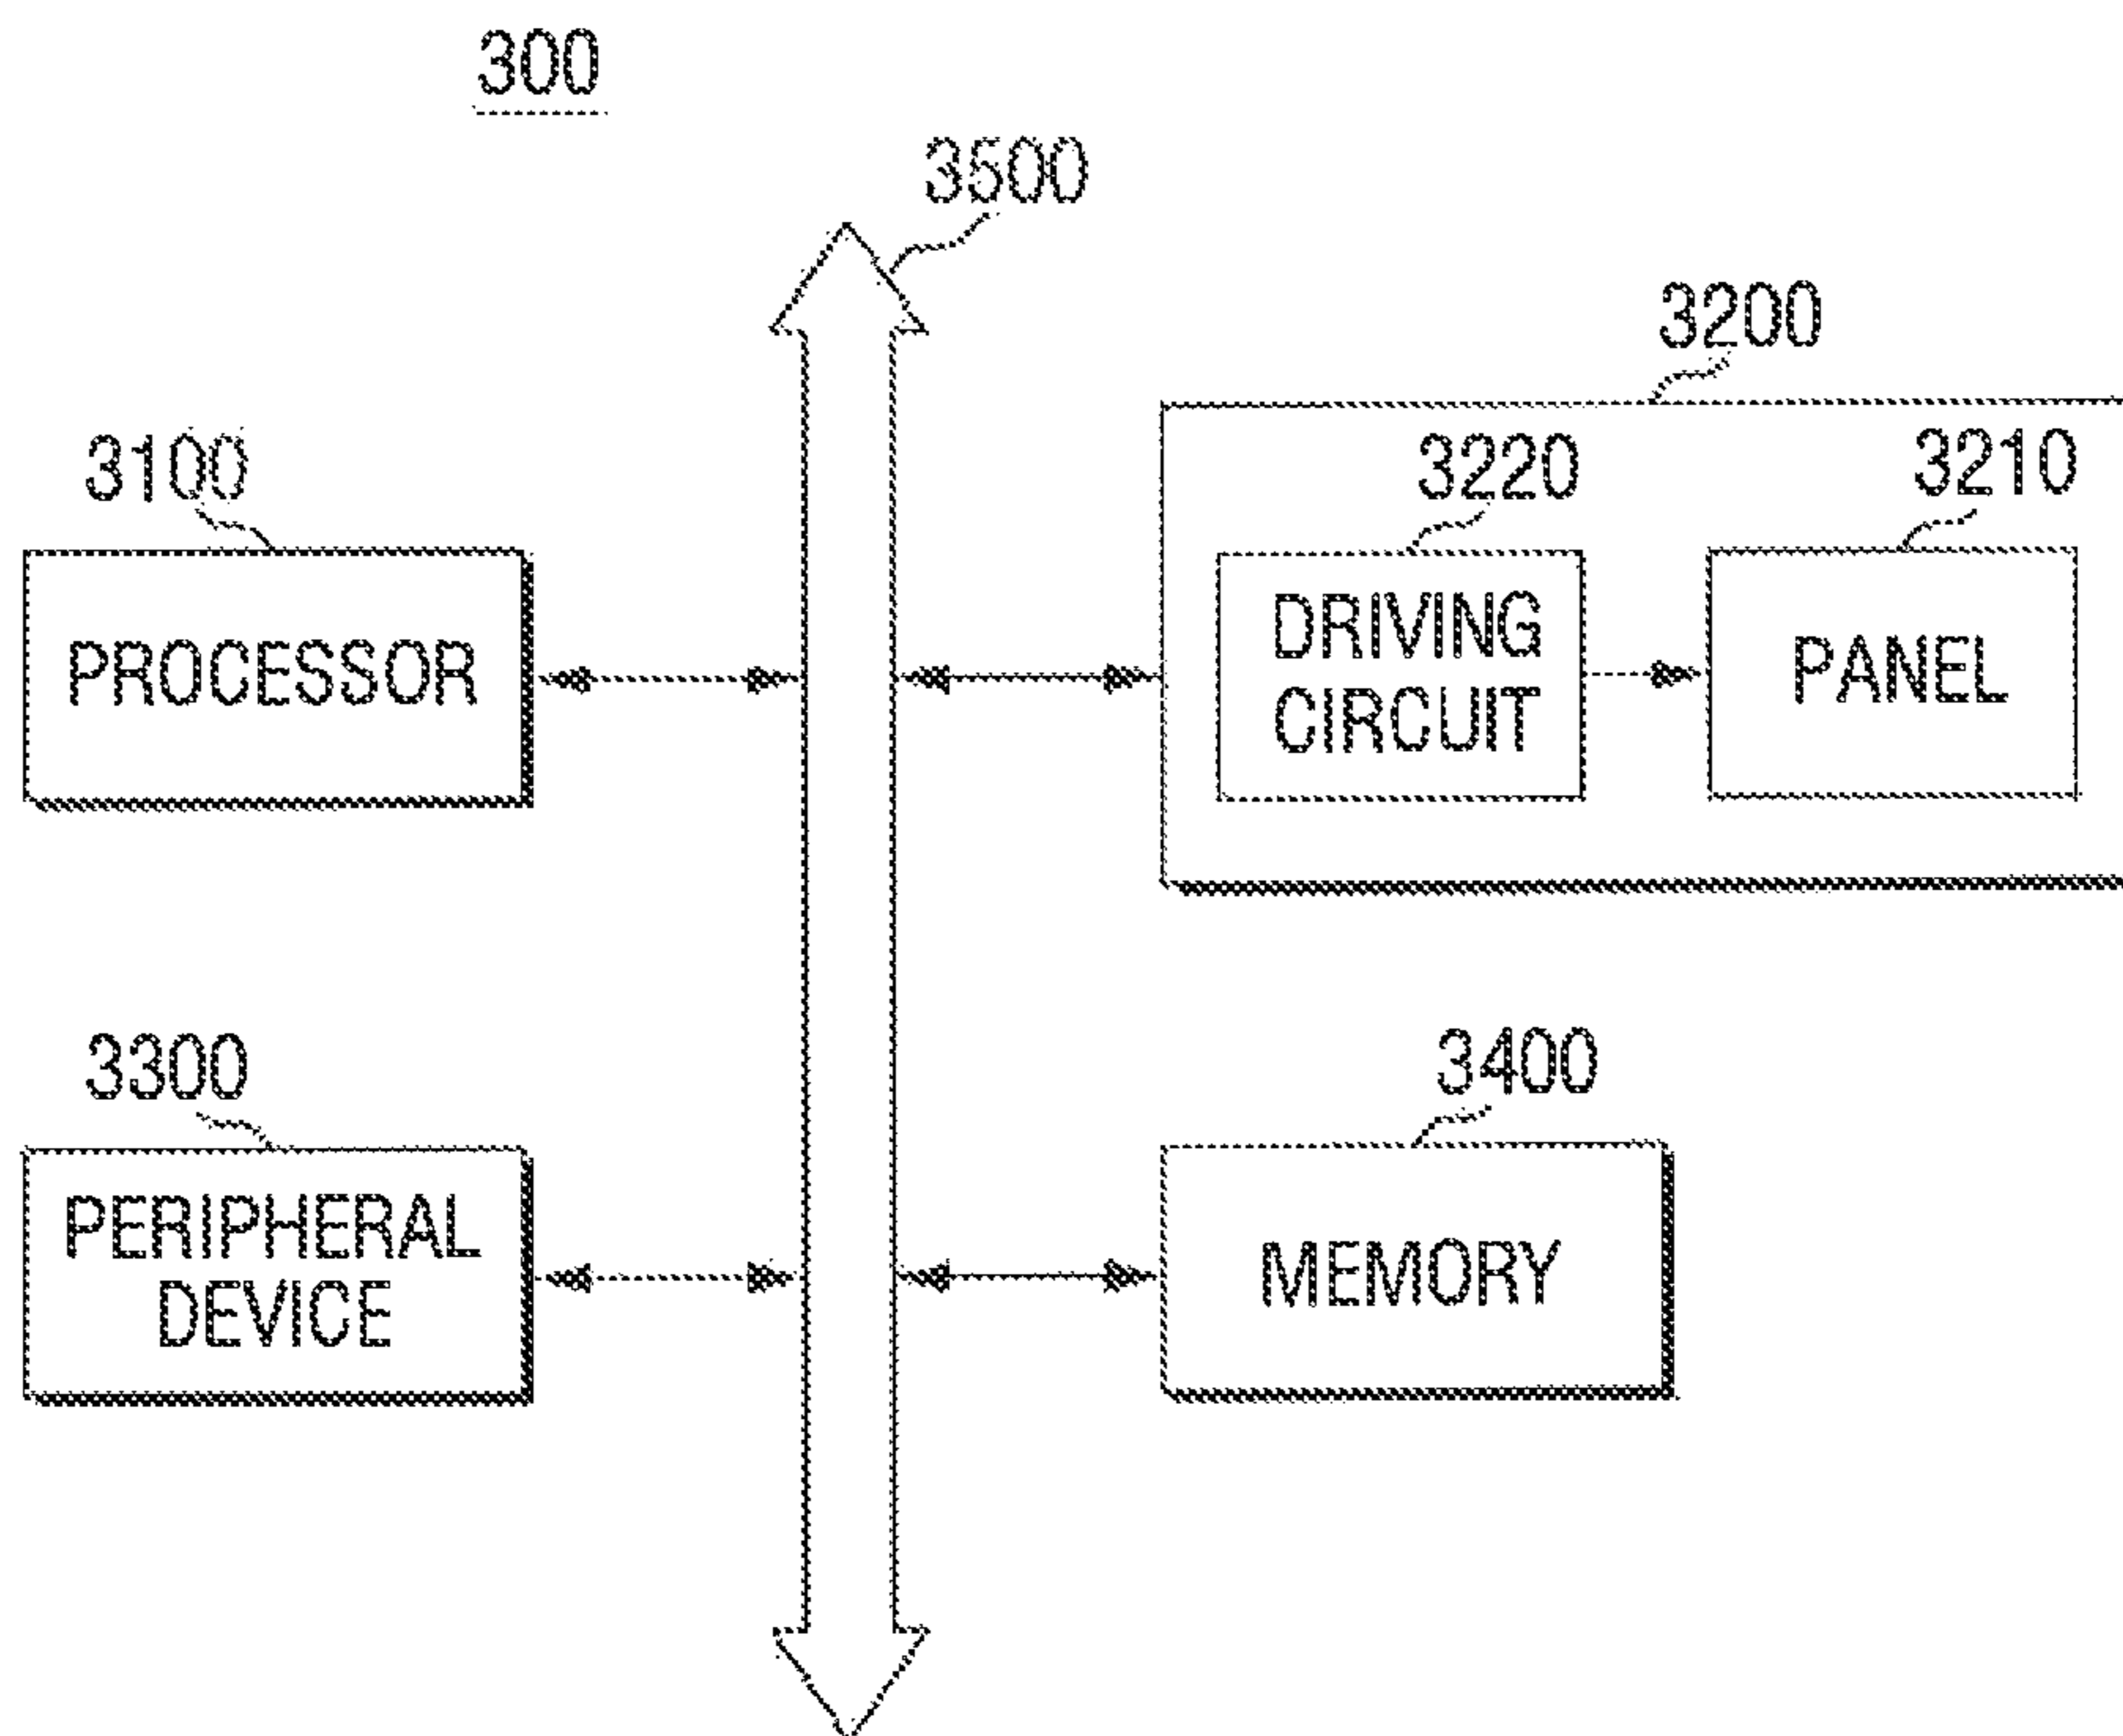 300
3500
3200
3100
3220
3210
PROCESSOR
DRIVING
CIRCUIT
PANEL
3300
3400
PERIPHERAL
DEVICE
MEMORY